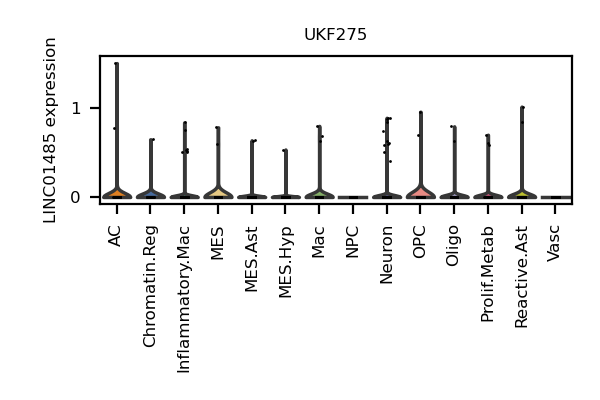 UKF275
LINC01485 expression
1
0
AC
Chromatin.Reg
Inflammatory.Mac
MES
MES.Ast
MES.Hyp
Mac
NPC
Neuron
OPC
Oligo
Prolif.Metab
Reactive.Ast
Vasc